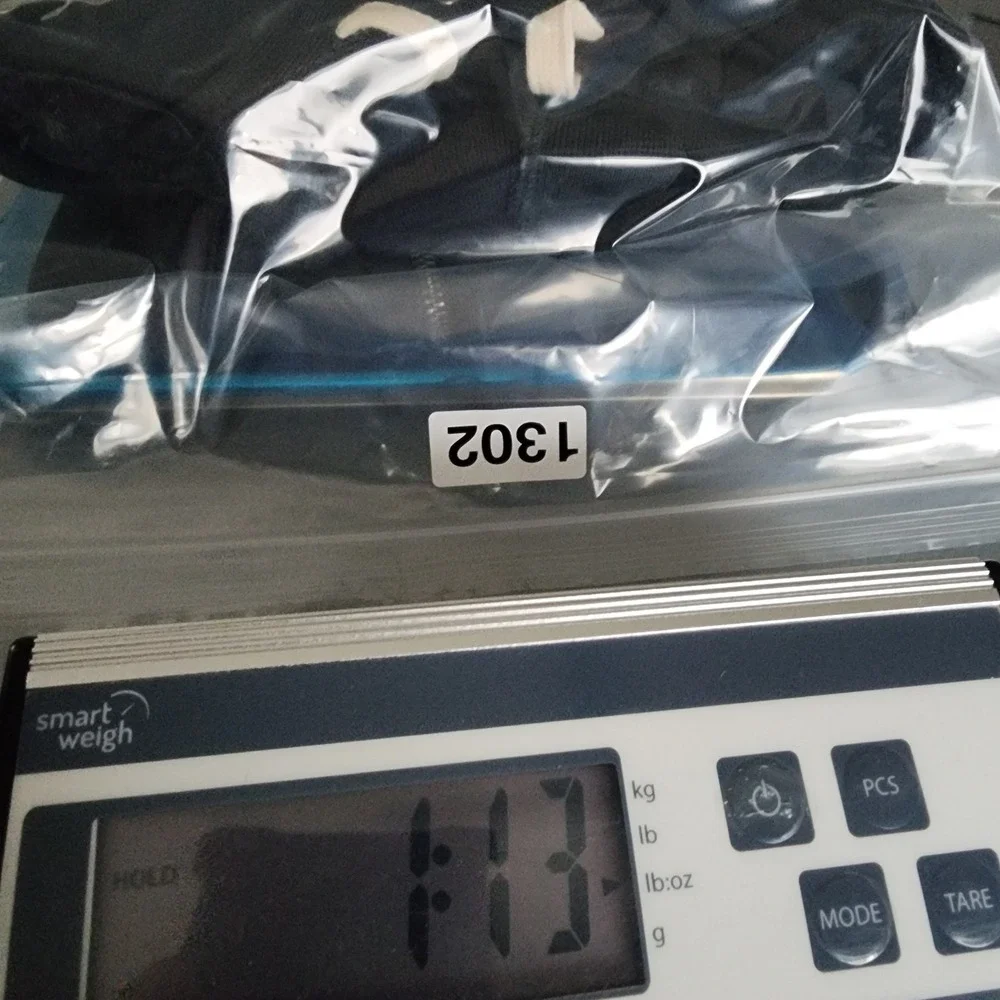 1302
smart
weigh
HOLD
1:13
kg
lb
lb:oz
g
PCS
MODE
TARE